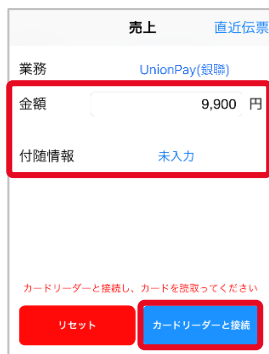 売上 直近伝票
業務 UnionPay(銀聯)
金額 9,900 円
付随情報 未入力
カードリーダーと接続し、カードを読取ってください
リセット カードリーダーと接続